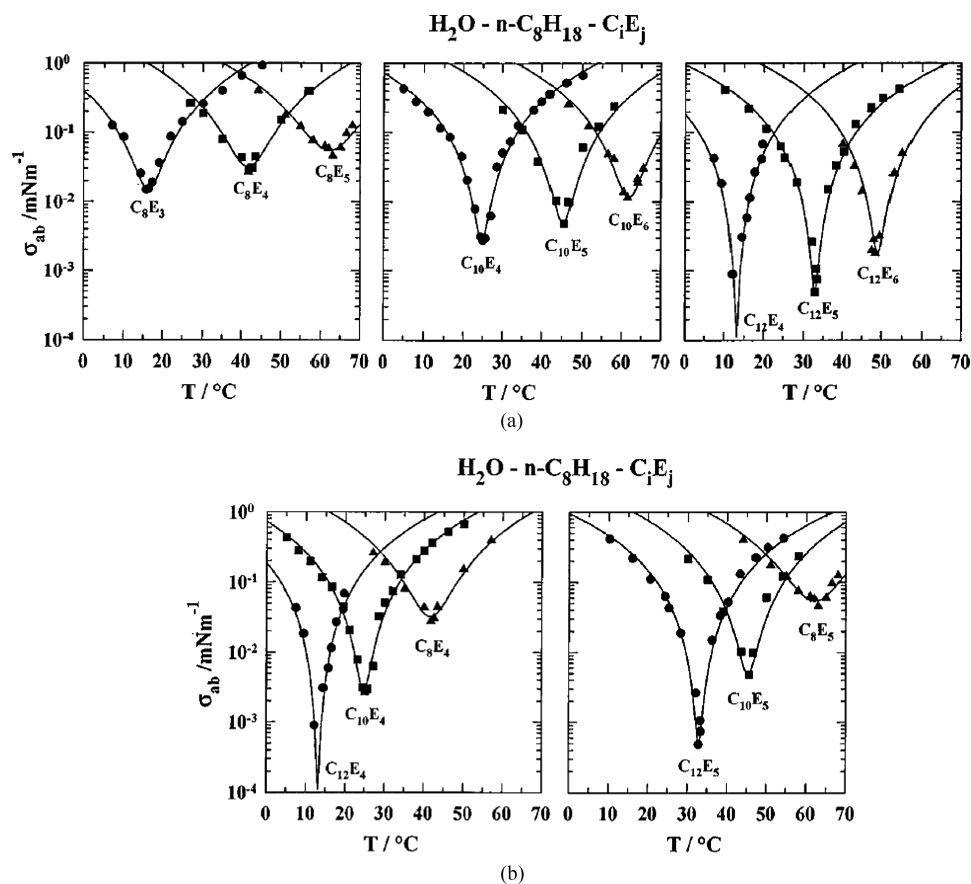 H2O - n-C8H18 - CiEj
σab /mNm-1
10^0
10^-1
10^-2
10^-3
10^-4
C8E3
C8E4
C8E5
0 10 20 30 40 50 60 70
T / °C
C10E4
C10E5
C10E6
0 10 20 30 40 50 60 70
T / °C
C12E4
C12E5
C12E6
0 10 20 30 40 50 60 70
T / °C
(a)
H2O - n-C8H18 - CiEj
σab /mNm-1
10^0
10^-1
10^-2
10^-3
10^-4
C12E4
C10E4
C8E4
0 10 20 30 40 50 60 70
T / °C
C12E5
C10E5
C8E5
0 10 20 30 40 50 60 70
T / °C
(b)